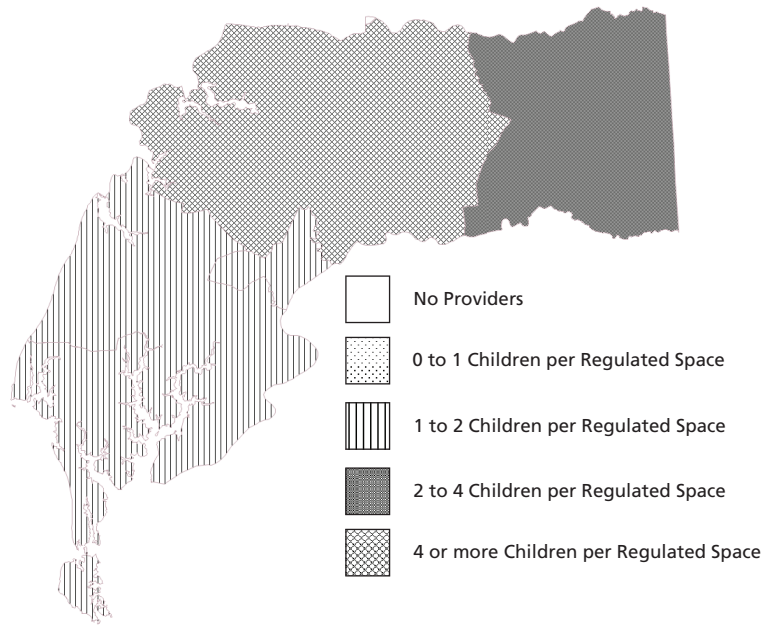 No Providers
0 to 1 Children per Regulated Space
1 to 2 Children per Regulated Space
2 to 4 Children per Regulated Space
4 or more Children per Regulated Space